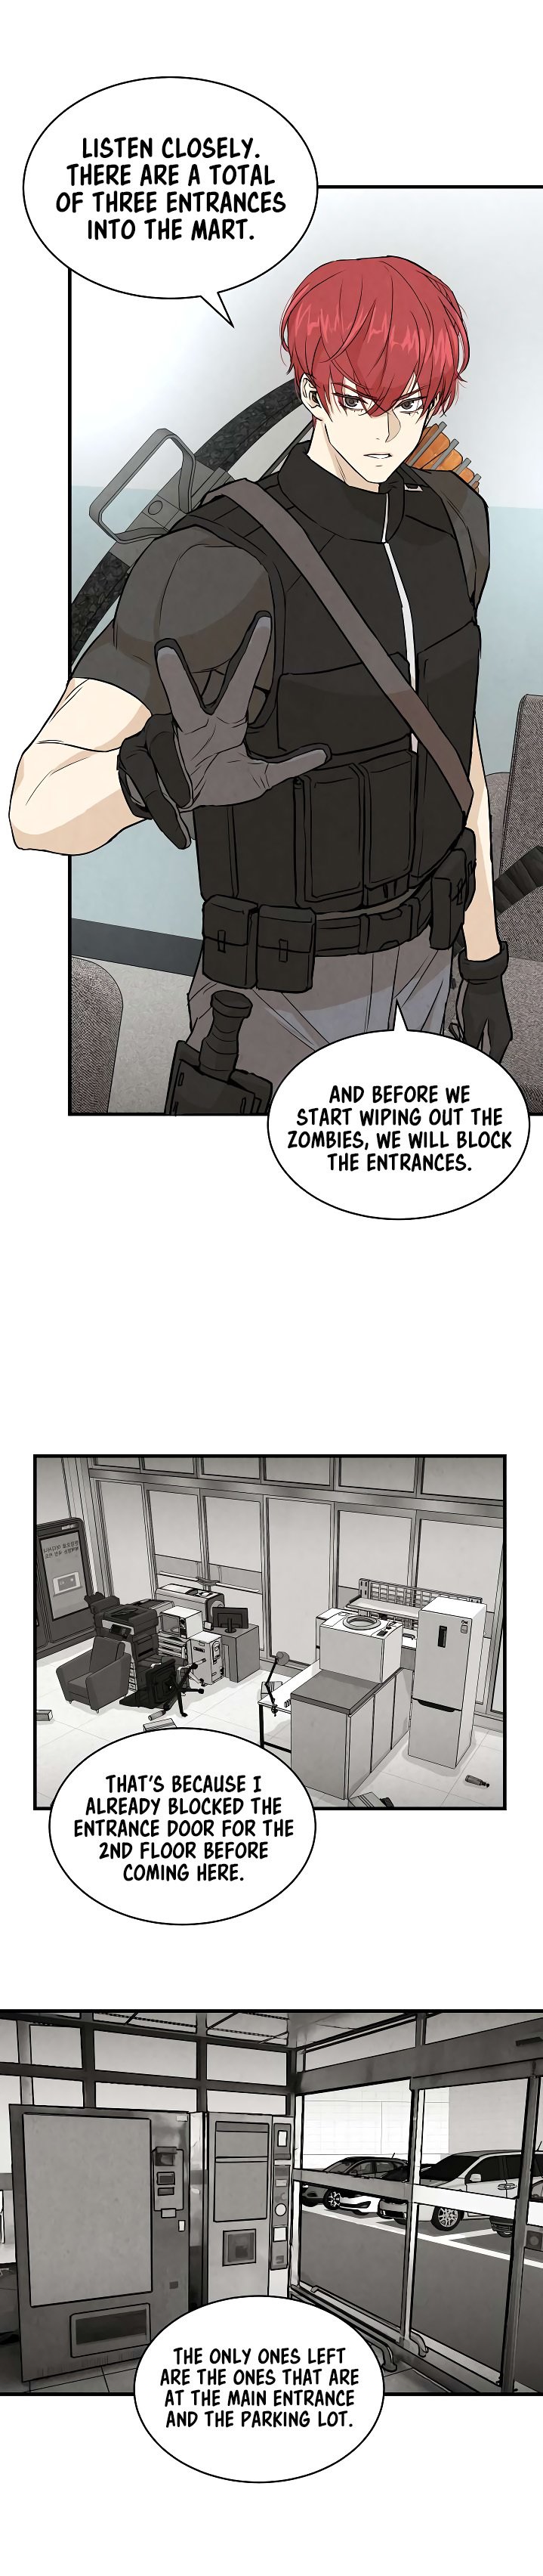 LISTEN CLOSELY.
THERE ARE A TOTAL
OF THREE ENTRANCES
INTO THE MART.
AND BEFORE WE
START WIPING OUT THE
ZOMBIES, WE WILL BLOCK
THE ENTRANCES.
THAT'S BECAUSE I
ALREADY BLOCKED THE
ENTRANCE DOOR FOR THE
2ND FLOOR BEFORE
COMING HERE.
THE ONLY ONES LEFT
ARE THE ONES THAT ARE
AT THE MAIN ENTRANCE
AND THE PARKING LOT.